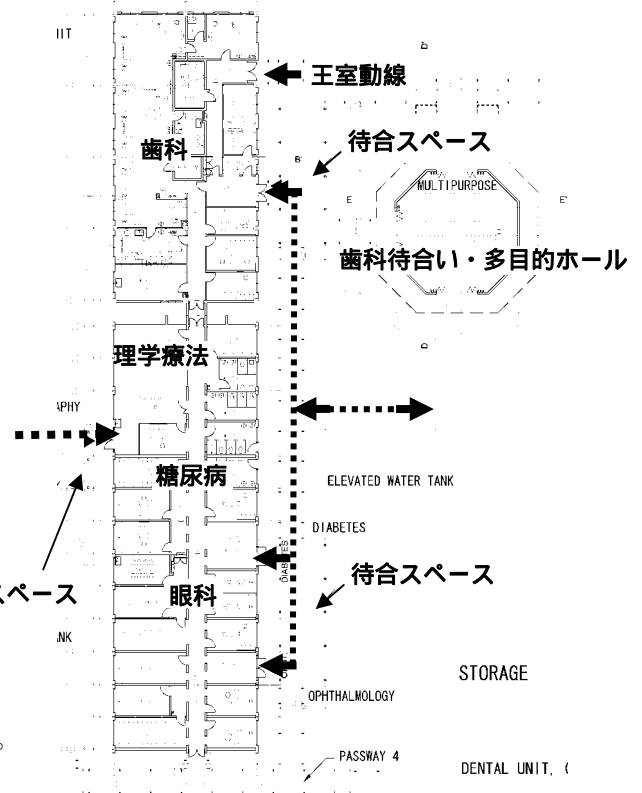 王室動線
待合スペース
歯科
MULTIPURPOSE
E
E'
歯科待合い・多目的ホール
理学療法
糖尿病
ELEVATED WATER TANK
DIABETES
DIABETES
待合スペース
スペース
眼科
STORAGE
OPHTHALMOLOGY
PASSWAY 4
DENTAL UNIT,